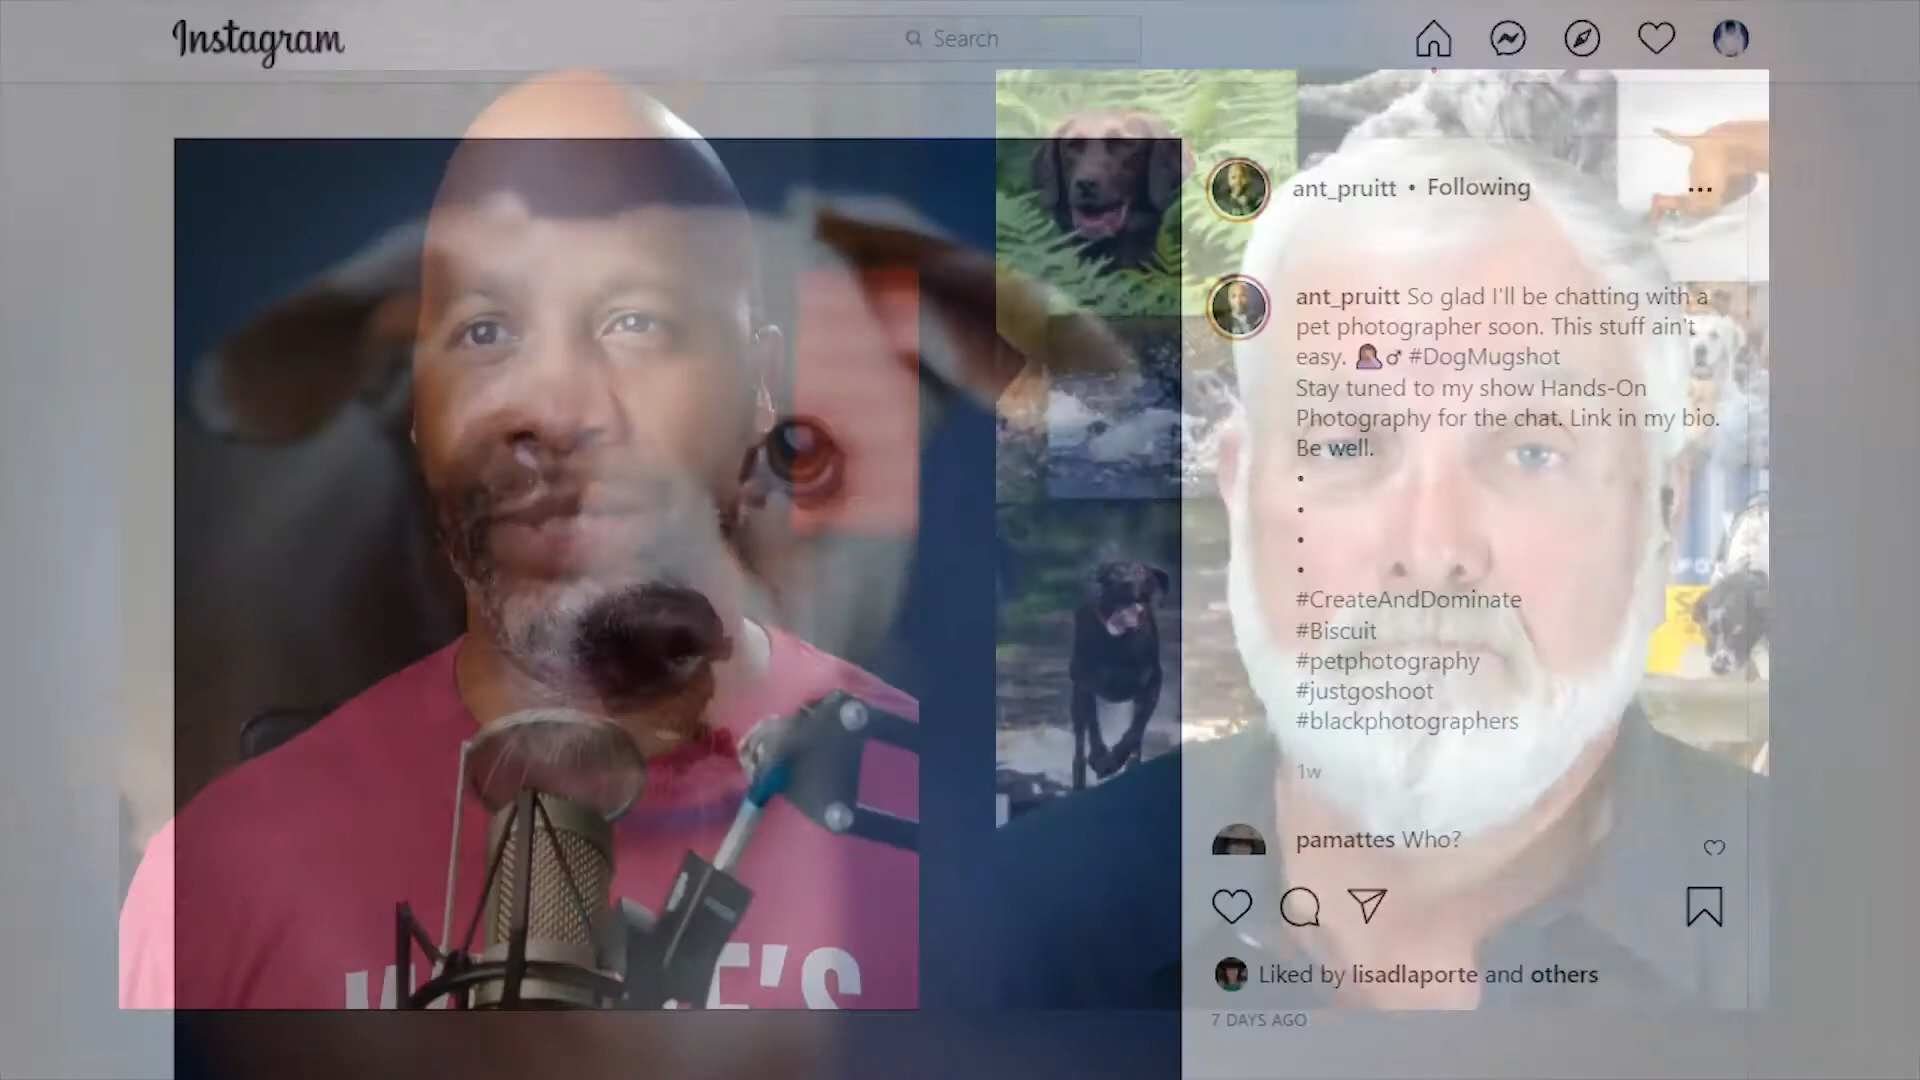 Instagram
Search
ant_pruitt • Following
ant_pruitt So glad I'll be chatting with a
pet photographer soon. This stuff ain't
easy. 🤦🏾‍♂ #DogMugshot
Stay tuned to my show Hands-On
Photography for the chat. Link in my bio.
Be well.
•
•
•
•
#CreateAndDominate
#Biscuit
#petphotography
#justgoshoot
#blackphotographers
1w
pamattes Who?
Liked by lisadlaporte and others
7 DAYS AGO